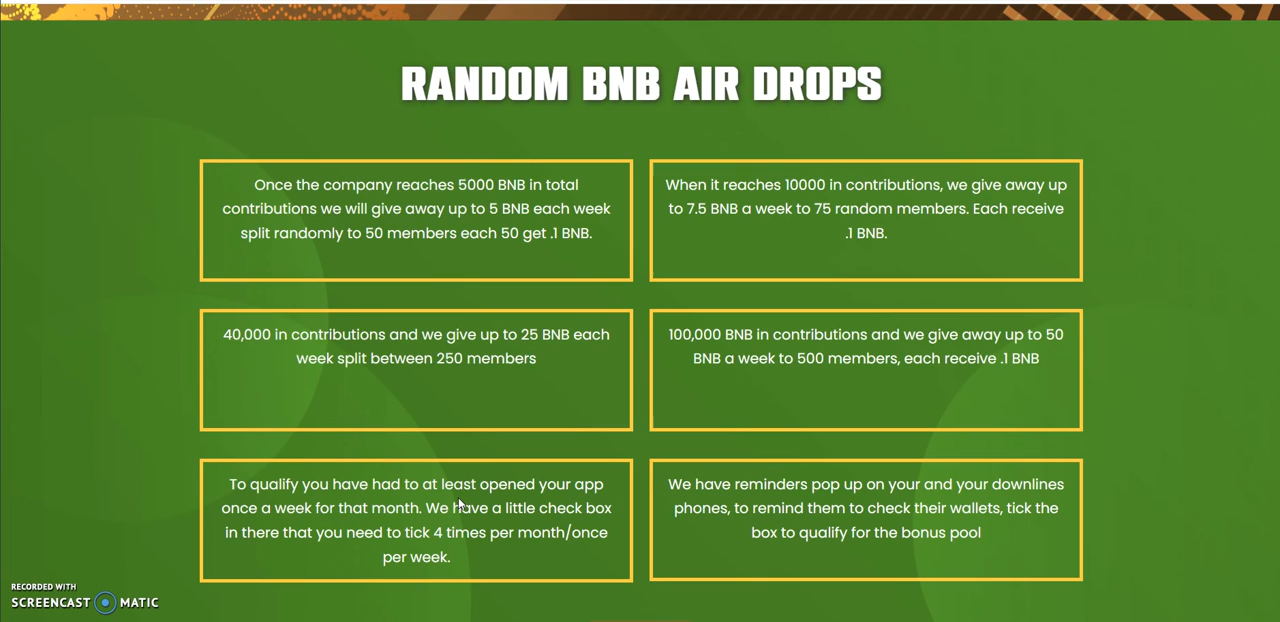 RANDOM BNB AIR DROPS
Once the company reaches 5000 BNB in total
contributions we will give away up to 5 BNB each week
split randomly to 50 members each 50 get .1 BNB.
When it reaches 10000 in contributions, we give away up
to 7.5 BNB a week to 75 random members. Each receive
.1 BNB.
40,000 in contributions and we give up to 25 BNB each
week split between 250 members
100,000 BNB in contributions and we give away up to 50
BNB a week to 500 members, each receive .1 BNB
To qualify you have had to at least opened your app
once a week for that month. We have a little check box
in there that you need to tick 4 times per month/once
per week.
We have reminders pop up on your and your downlines
phones, to remind them to check their wallets, tick the
box to qualify for the bonus pool
RECORDED WITH
SCREENCAST MATIC